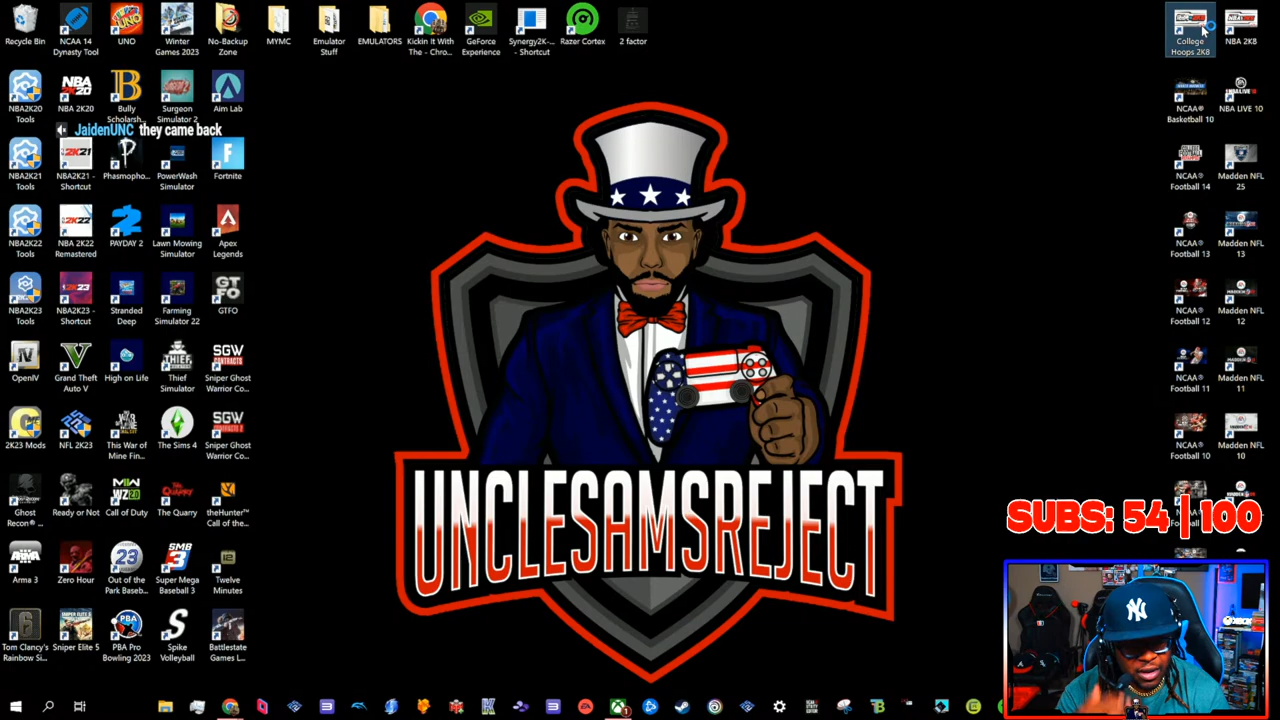 Recycle Bin
NCAA 14
Dynasty Tool
UNO
Winter
Games 2023
No-Backup
Zone
MYMC
Emulator
Stuff
EMULATORS
Kickin It With
The - Chro...
GeForce
Experience
Synergy2K-...
- Shortcut
Razer Cortex
2 factor
College
Hoops 2K8
NBA 2K8
NBA2K20
Tools
NBA 2K20
Bully
Scholarsh...
Surgeon
Simulator 2
Aim Lab
NCAA®
Basketball 10
NBA LIVE 10
JaidenUNC they came back
NBA2K21
Tools
NBA2K21 -
Shortcut
Phasmopho...
PowerWash
Simulator
Fortnite
NCAA®
Football 14
Madden NFL
25
NBA2K22
Tools
NBA 2K22
Remastered
PAYDAY 2
Lawn Mowing
Simulator
Apex
Legends
NCAA®
Football 13
Madden NFL
13
NBA2K23
Tools
NBA2K23 -
Shortcut
Stranded
Deep
Farming
Simulator 22
GTFO
NCAA®
Football 12
Madden NFL
12
OpenIV
Grand Theft
Auto V
High on Life
Thief
Simulator
Sniper Ghost
Warrior Co...
NCAA®
Football 11
Madden NFL
11
2K23 Mods
NFL 2K23
This War of
Mine Fin...
The Sims 4
Sniper Ghost
Warrior Co...
NCAA®
Football 10
Madden NFL
10
Ghost
Recon®...
Ready or Not
Call of Duty
The Quarry
theHunter™
Call of the...
UNCLESAMSREJECT
SUBS: 54 | 100
Arma 3
Zero Hour
Out of the
Park Baseb...
Super Mega
Baseball 3
Twelve
Minutes
Tom Clancy's
Rainbow Si...
Sniper Elite 5
PBA Pro
Bowling 2023
Spike
Volleyball
Battlestate
Games L...